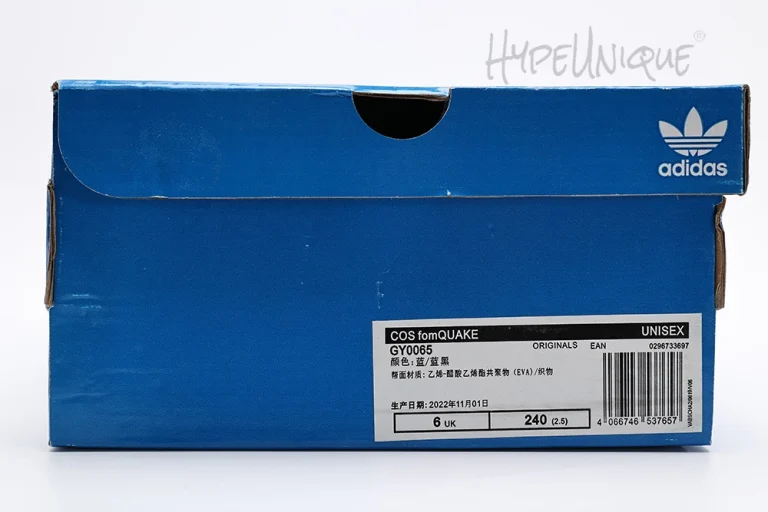 HYPEUNIQUE®
adidas
COS fomQUAKE UNISEX
GY0065 ORIGINALS EAN 0296733697
颜色: 蓝/蓝黑
帮面材质: 乙烯-醋酸乙烯酯共聚物 (EVA)/织物
生产日期: 2022年11月01日
6 UK 240 (2.5)
4 066746 537657